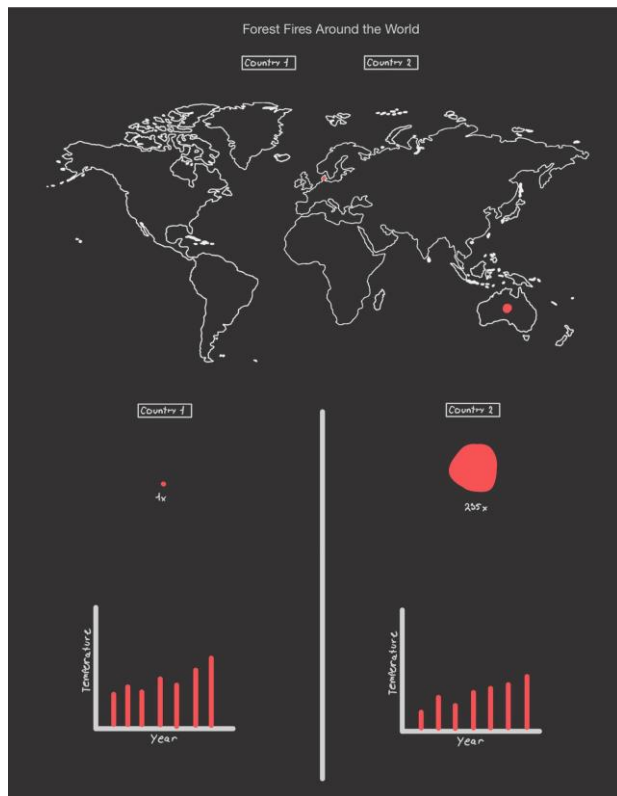 Forest Fires Around the World
Country 1
Country 2
Country 1
Country 2
1x
255x
Temperature
Year
Temperature
Year